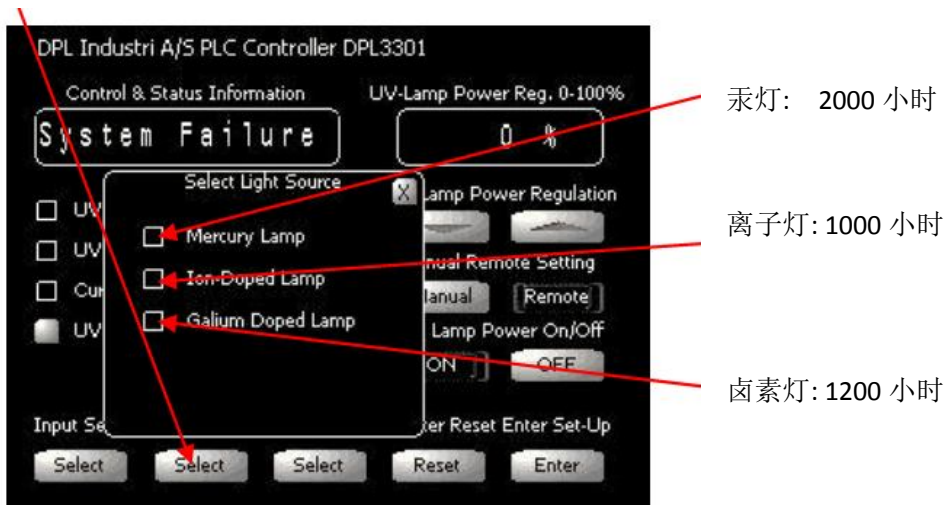 DPL Industri A/S PLC Controller DPL3301
Control & Status Information
UV-Lamp Power Reg. 0-100%
System Failure
0 %
Select Light Source
X
Mercury Lamp
Ion-Doped Lamp
Galium Doped Lamp
UV
UV
Cur
UV
Lamp Power Regulation
Remote Setting
Remote
Lamp Power On/Off
ON
OFF
Input Se
ter Reset Enter Set-Up
Select
Select
Select
Reset
Enter
汞灯: 2000 小时
离子灯: 1000 小时
卤素灯: 1200 小时